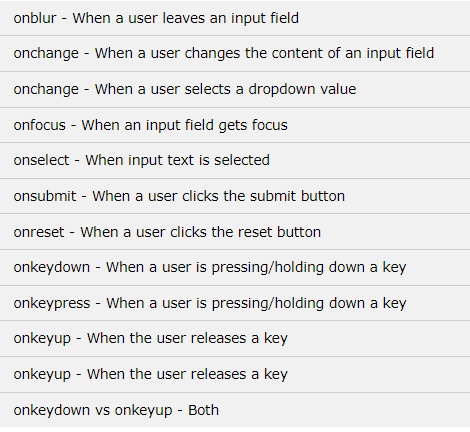 onblur - When a user leaves an input field
onchange - When a user changes the content of an input field
onchange - When a user selects a dropdown value
onfocus - When an input field gets focus
onselect - When input text is selected
onsubmit - When a user clicks the submit button
onreset - When a user clicks the reset button
onkeydown - When a user is pressing/holding down a key
onkeypress - When a user is pressing/holding down a key
onkeyup - When the user releases a key
onkeyup - When the user releases a key
onkeydown vs onkeyup - Both